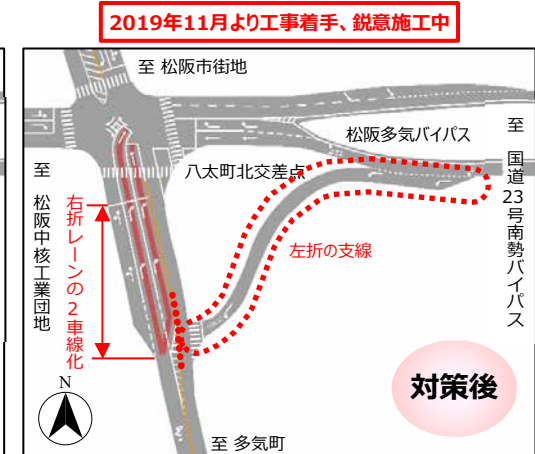 2019年11月より工事着手、鋭意施工中
至 松阪市街地
松阪多気バイパス
至 国道23号南勢バイパス
八太町北交差点
至 松阪中核工業団地
右折レーンの2車線化
左折の支線
対策後
N
至 多気町